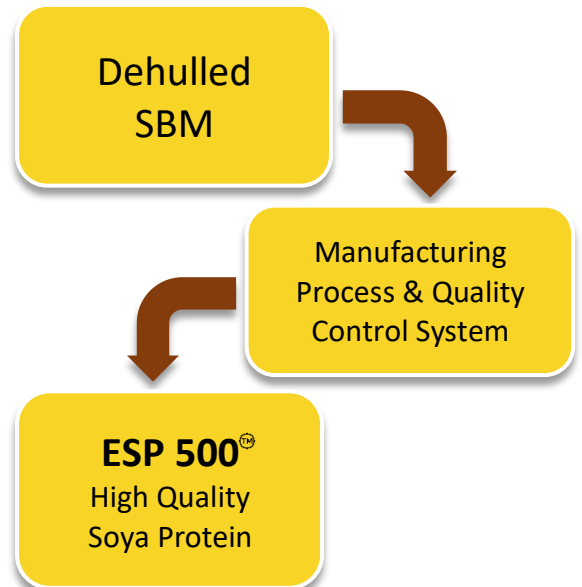 Dehulled
SBM
Manufacturing
Process & Quality
Control System
ESP 500™
High Quality
Soya Protein